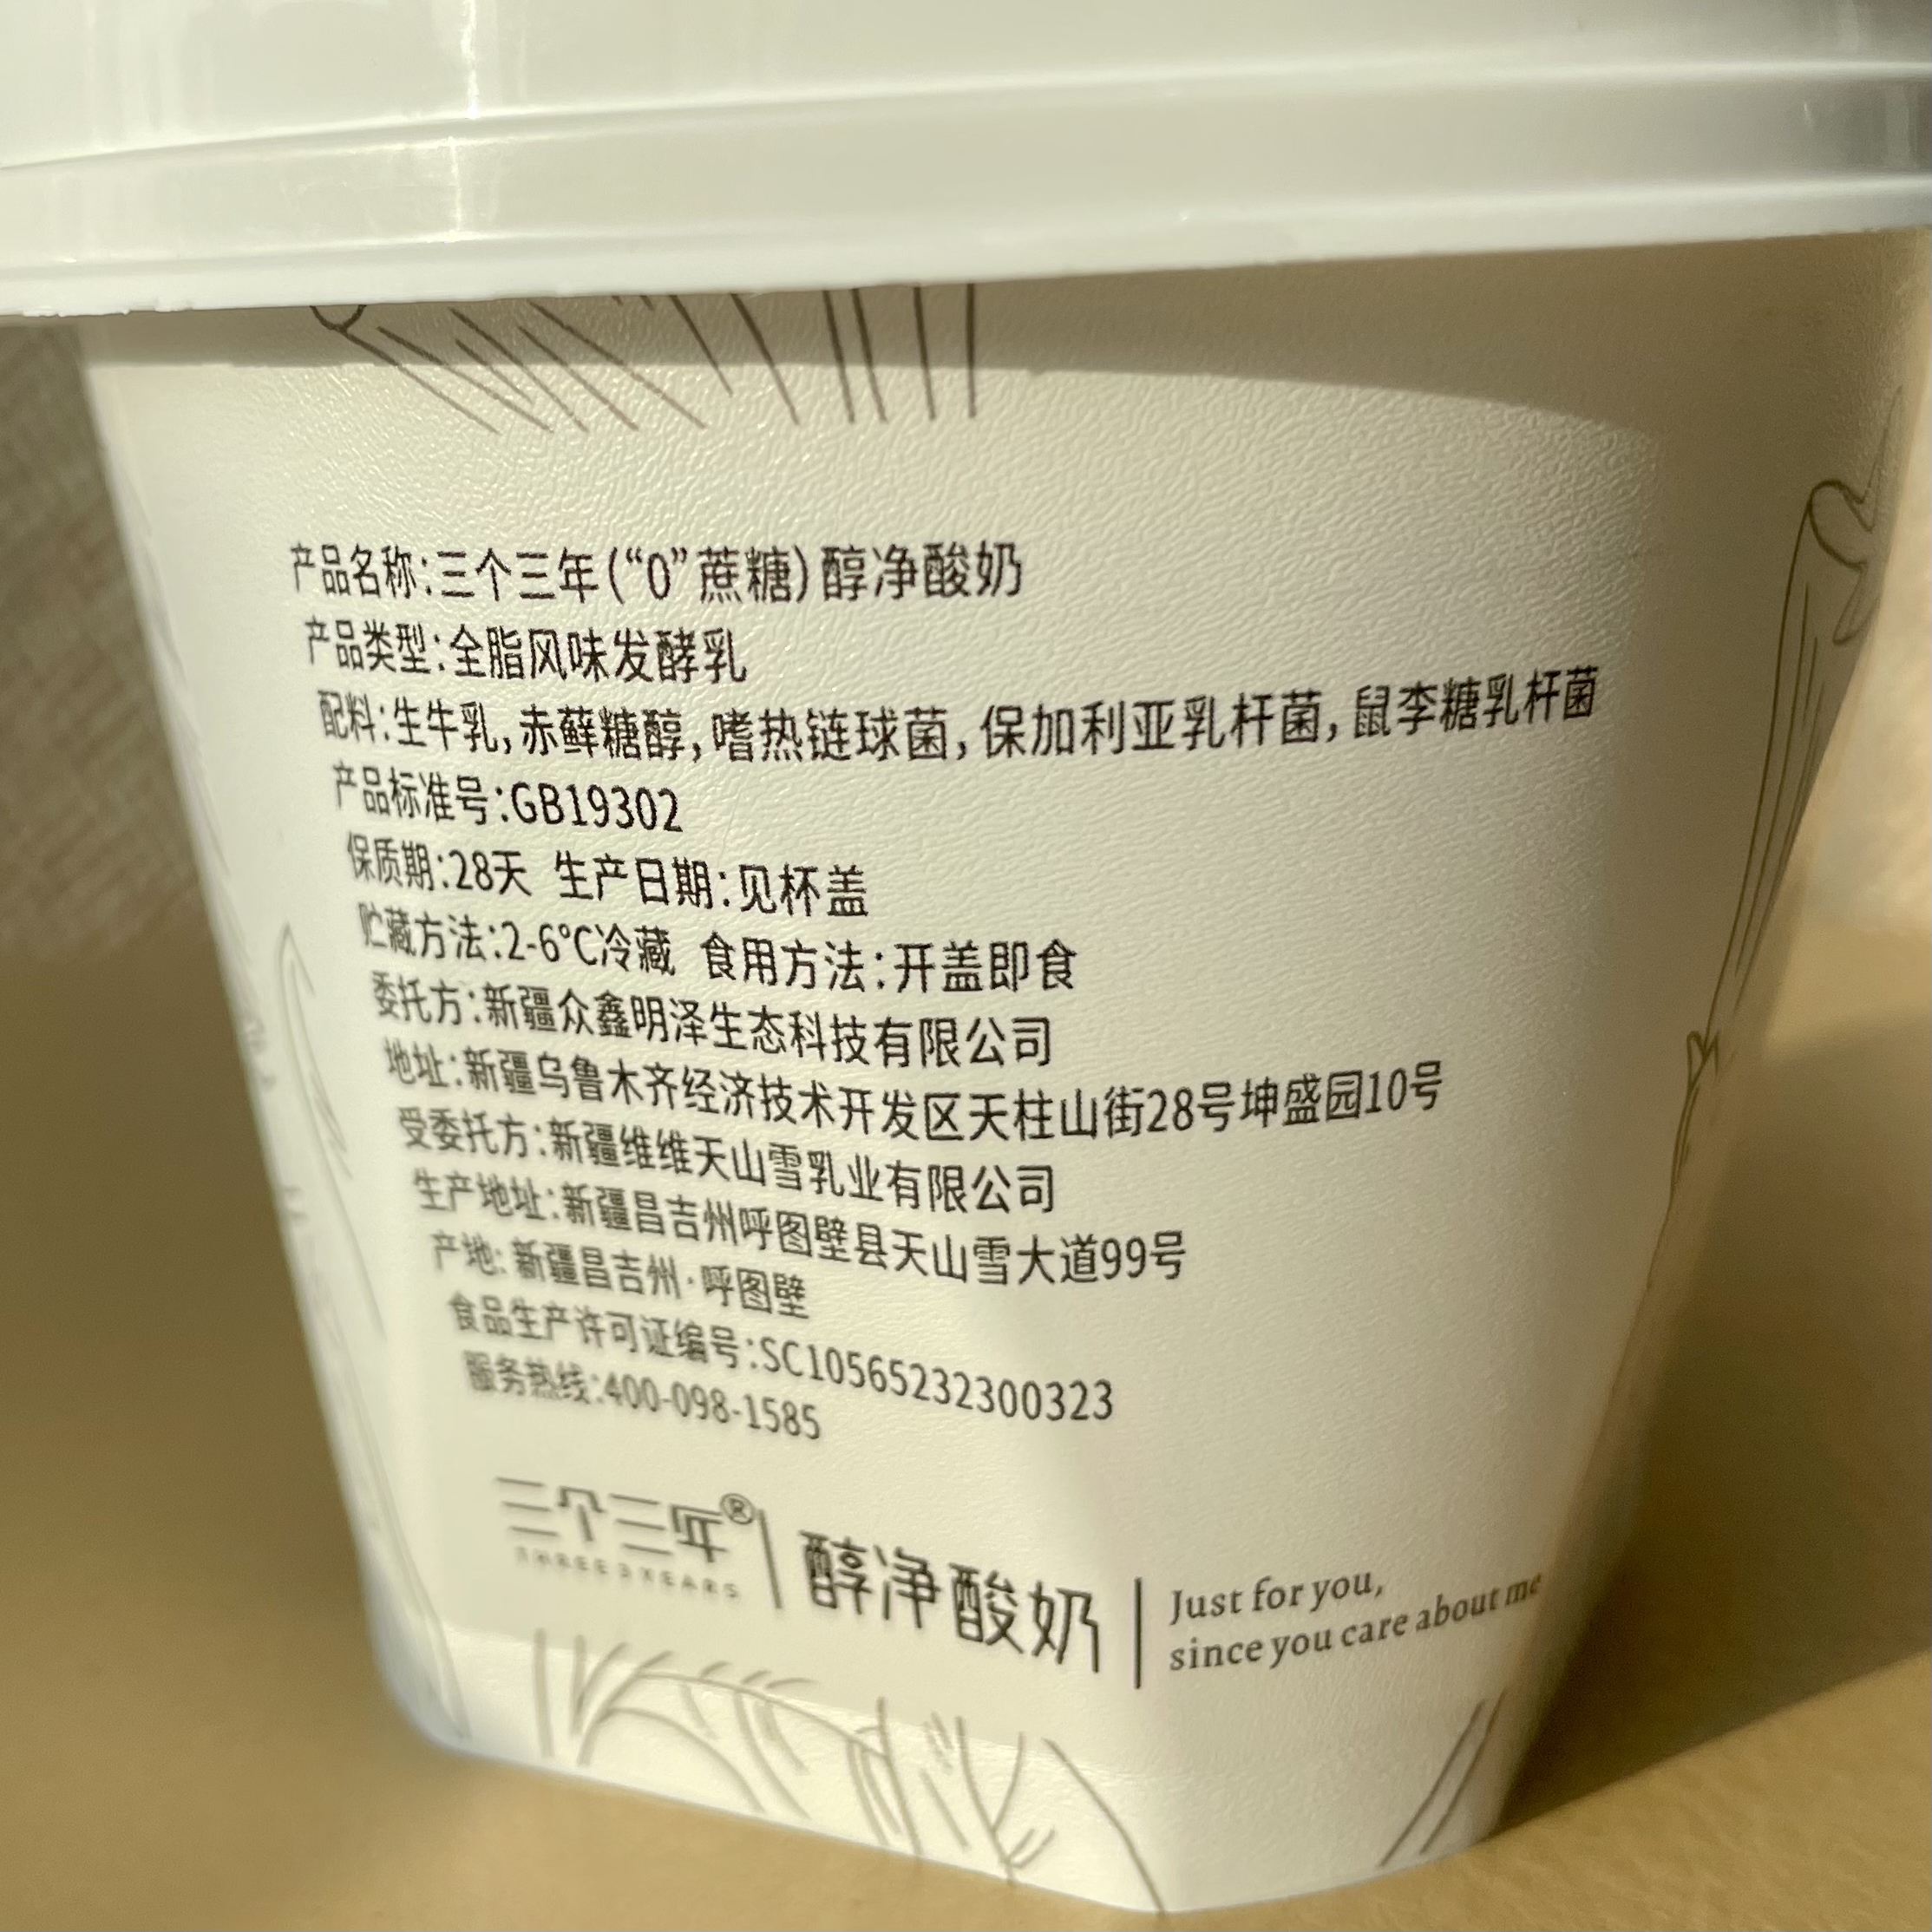 产品名称:三个三年(“0”蔗糖)醇净酸奶
产品类型:全脂风味发酵乳
配料:生牛乳,赤藓糖醇,嗜热链球菌,保加利亚乳杆菌,鼠李糖乳杆菌
产品标准号:GB19302
保质期:28天 生产日期:见杯盖
贮藏方法:2-6°C冷藏 食用方法:开盖即食
委托方:新疆众鑫明泽生态科技有限公司
地址:新疆乌鲁木齐经济技术开发区天柱山街28号坤盛园10号
受委托方:新疆维维天山雪乳业有限公司
生产地址:新疆昌吉州呼图壁县天山雪大道99号
产地:新疆昌吉州·呼图壁
食品生产许可证编号:SC10565232300323
服务热线:400-098-1585
三个三年®
THREE 3 YEARS
醇净酸奶
Just for you,
since you care about me